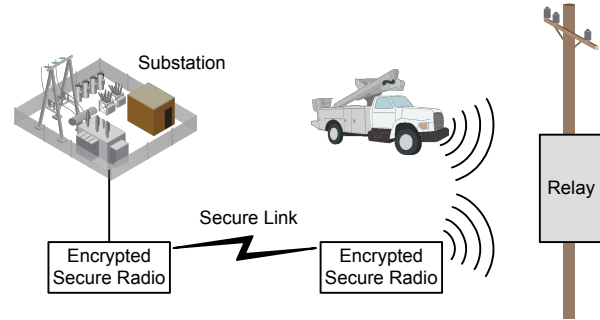 Substation
Relay
Secure Link
Encrypted
Secure Radio
Encrypted
Secure Radio